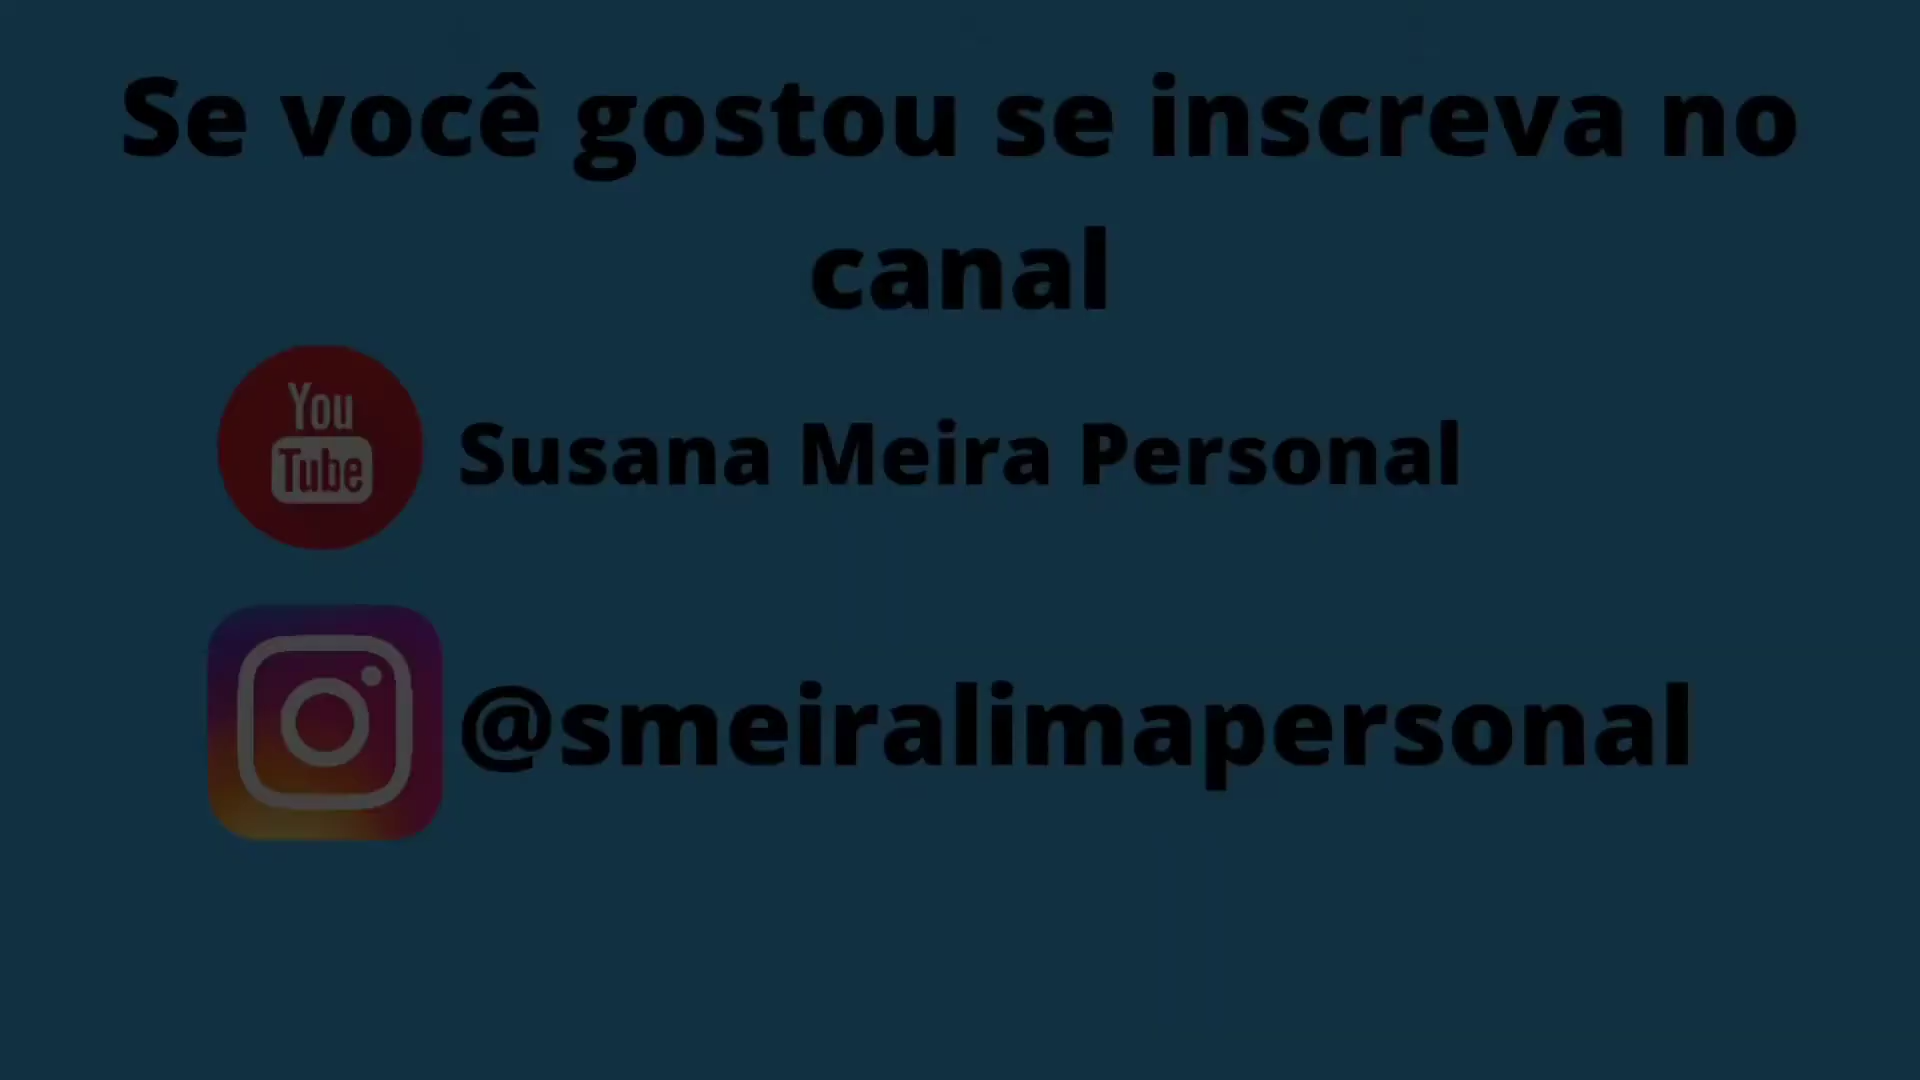 Se você gostou se inscreva no
canal
You
Tube
Susana Meira Personal
@smeiralimapersonal